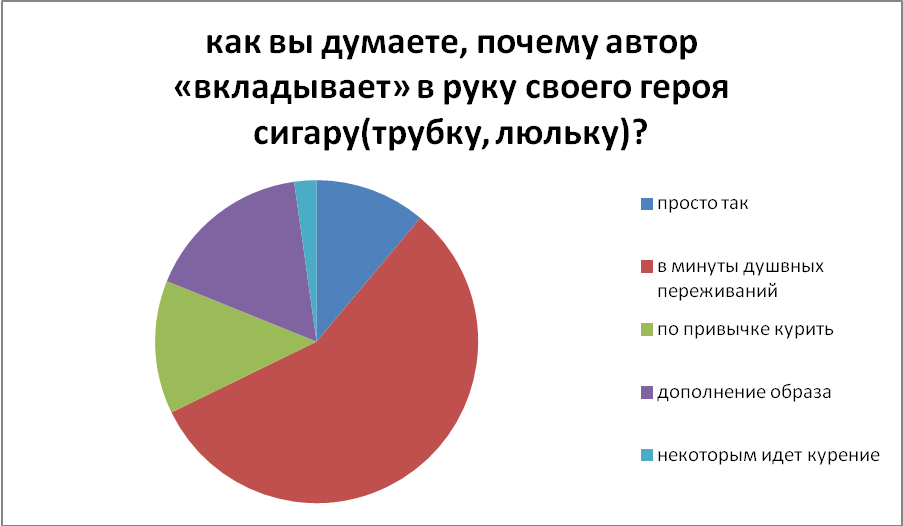 как вы думаете, почему автор
«вкладывает» в руку своего героя
сигару(трубку, люльку)?
просто так
в минуты душвных
переживаний
по привычке курить
дополнение образа
некоторым идет курение